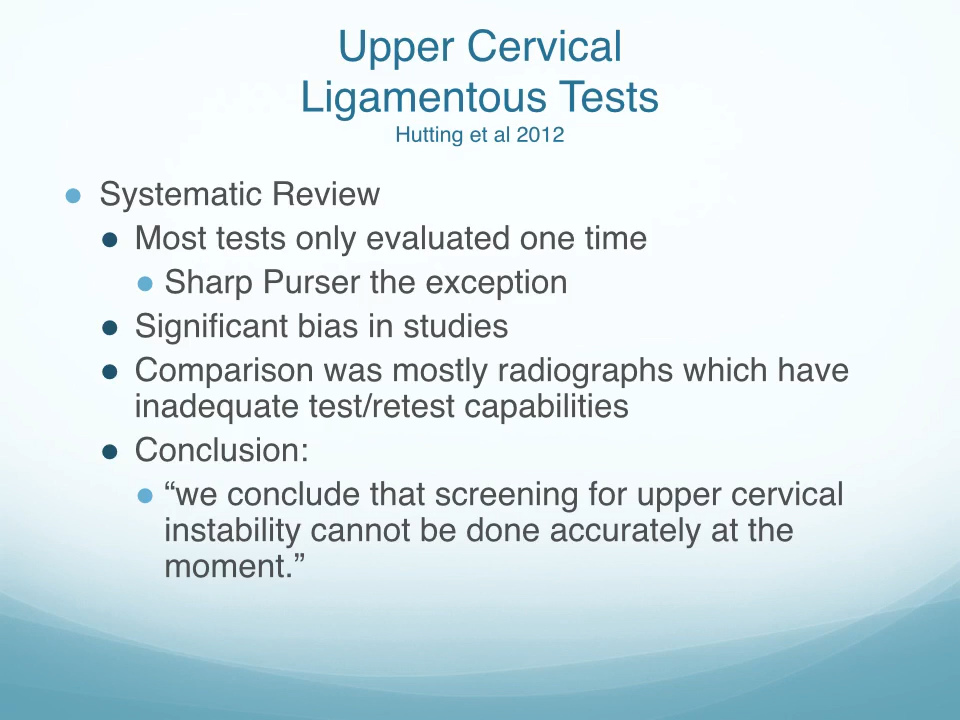 Upper Cervical
Ligamentous Tests
Hutting et al 2012
● Systematic Review
● Most tests only evaluated one time
● Sharp Purser the exception
● Significant bias in studies
● Comparison was mostly radiographs which have
inadequate test/retest capabilities
● Conclusion:
● “we conclude that screening for upper cervical
instability cannot be done accurately at the
moment.”